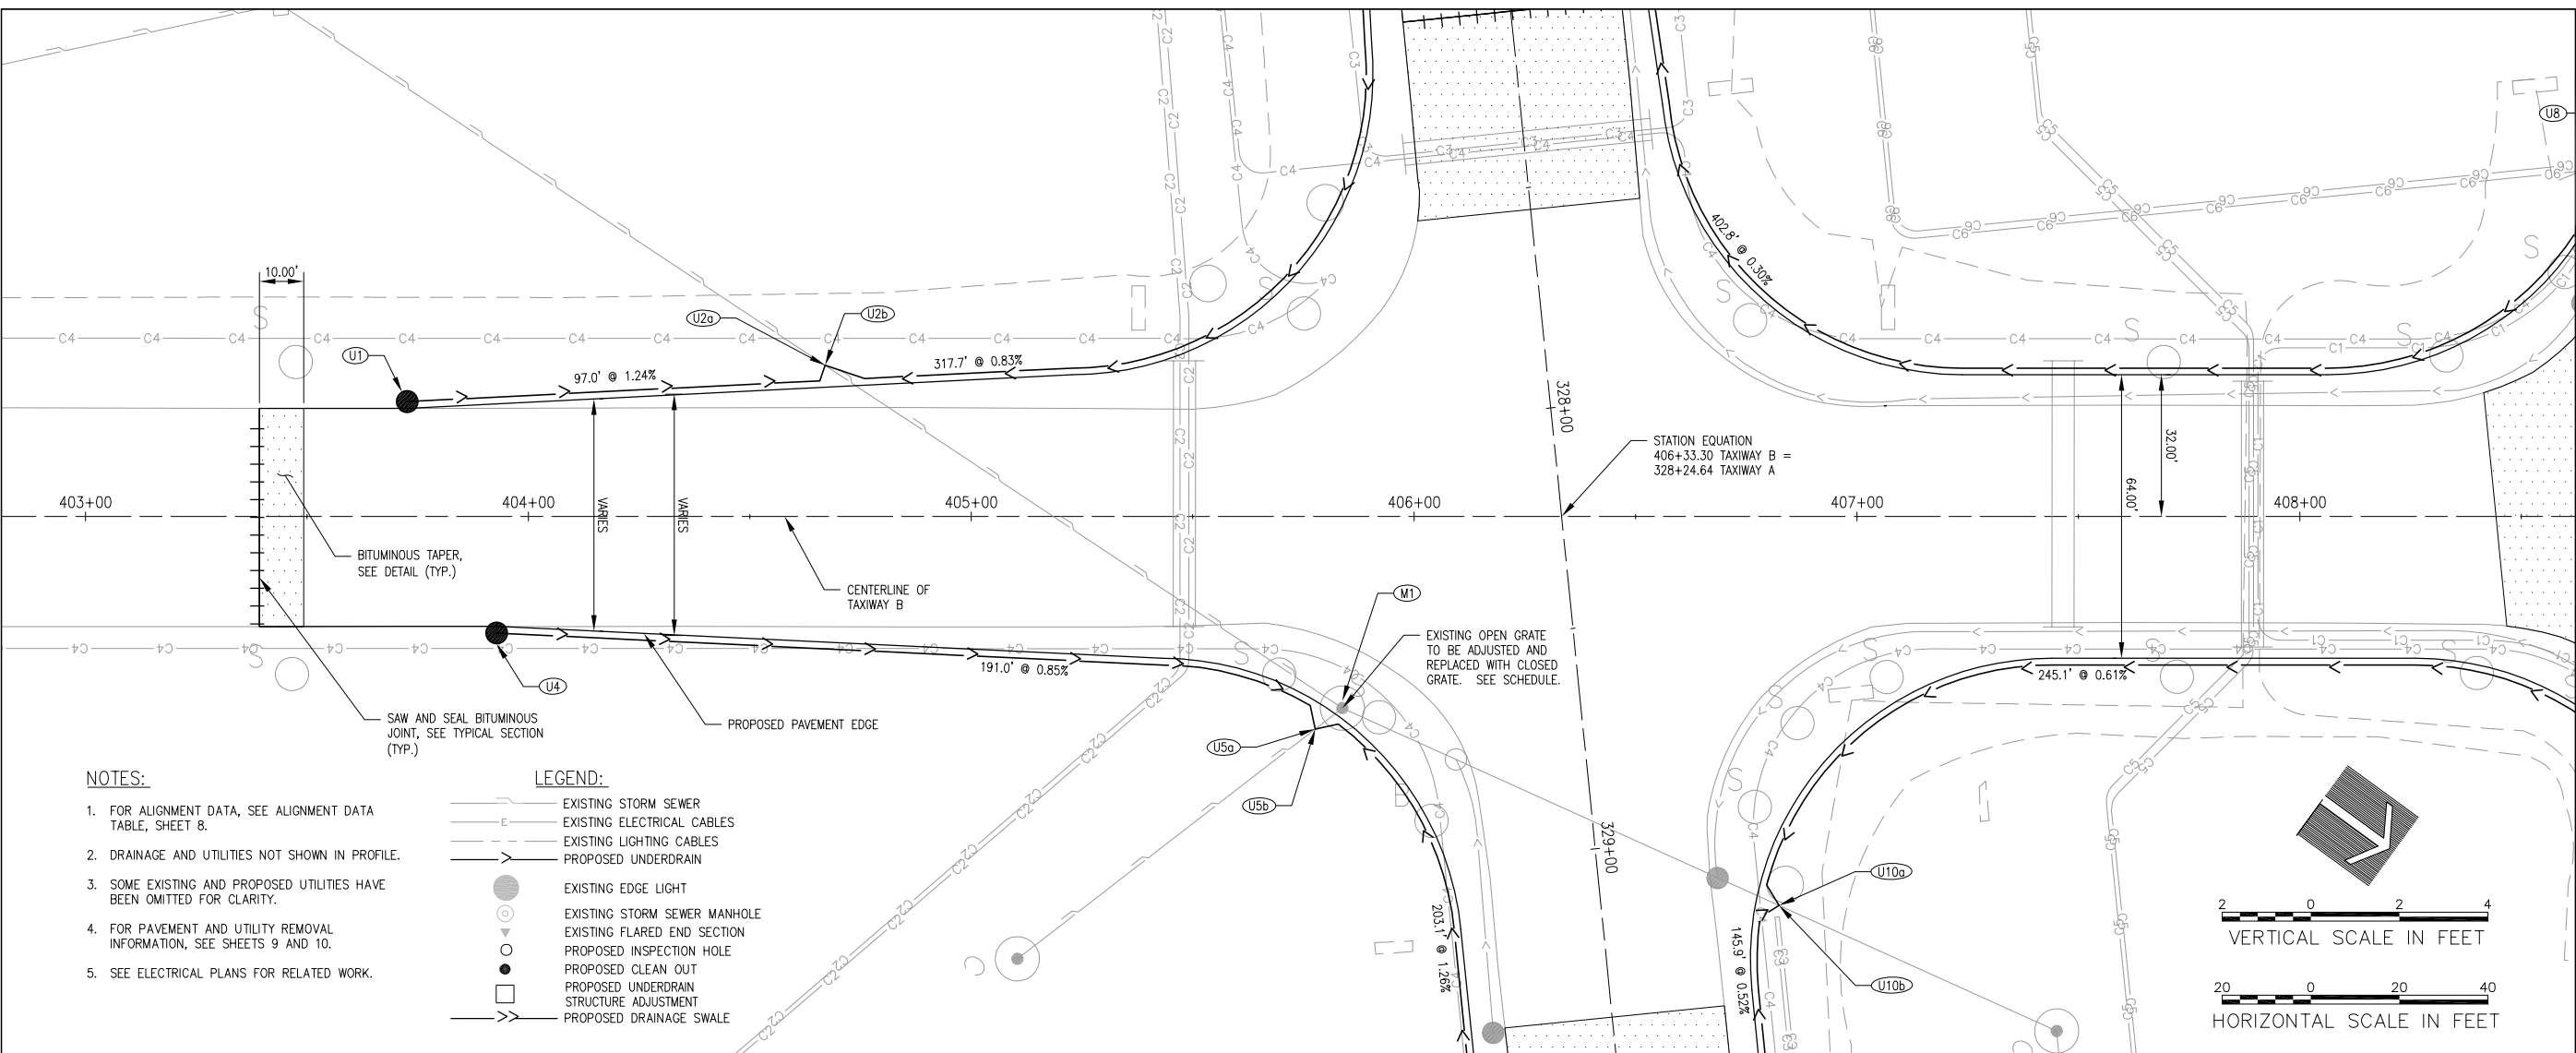 U8
10.00'
U2a
U2b
U1
97.0' @ 1.24%
317.7' @ 0.83%
402.8' @ 0.30%
328+00
STATION EQUATION
406+33.30 TAXIWAY B =
328+24.64 TAXIWAY A
32.00'
64.00'
403+00
404+00
405+00
406+00
407+00
408+00
VARIES
VARIES
BITUMINOUS TAPER,
SEE DETAIL (TYP.)
CENTERLINE OF
TAXIWAY B
M1
EXISTING OPEN GRATE
TO BE ADJUSTED AND
REPLACED WITH CLOSED
GRATE. SEE SCHEDULE.
U4
191.0' @ 0.85%
245.1' @ 0.61%
SAW AND SEAL BITUMINOUS
JOINT, SEE TYPICAL SECTION
(TYP.)
PROPOSED PAVEMENT EDGE
U5a
U5b
329+00
U10a
U10b
203.1' @ 1.26%
145.9' @ 0.52%
NOTES:
1. FOR ALIGNMENT DATA, SEE ALIGNMENT DATA
TABLE, SHEET 8.
2. DRAINAGE AND UTILITIES NOT SHOWN IN PROFILE.
3. SOME EXISTING AND PROPOSED UTILITIES HAVE
BEEN OMITTED FOR CLARITY.
4. FOR PAVEMENT AND UTILITY REMOVAL
INFORMATION, SEE SHEETS 9 AND 10.
5. SEE ELECTRICAL PLANS FOR RELATED WORK.
LEGEND:
EXISTING STORM SEWER
E
EXISTING ELECTRICAL CABLES
EXISTING LIGHTING CABLES
PROPOSED UNDERDRAIN
EXISTING EDGE LIGHT
EXISTING STORM SEWER MANHOLE
EXISTING FLARED END SECTION
PROPOSED INSPECTION HOLE
PROPOSED CLEAN OUT
PROPOSED UNDERDRAIN
STRUCTURE ADJUSTMENT
PROPOSED DRAINAGE SWALE
2 0 2 4
VERTICAL SCALE IN FEET
20 0 20 40
HORIZONTAL SCALE IN FEET